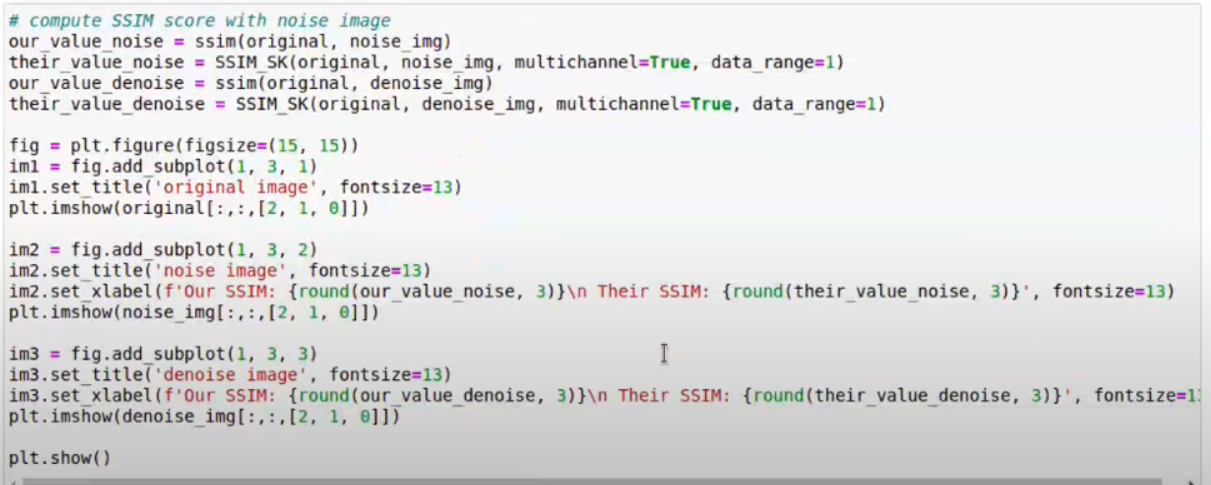 # compute SSIM score with noise image
our_value_noise = ssim(original, noise_img)
their_value_noise = SSIM_SK(original, noise_img, multichannel=True, data_range=1)
our_value_denoise = ssim(original, denoise_img)
their_value_denoise = SSIM_SK(original, denoise_img, multichannel=True, data_range=1)
fig = plt.figure(figsize=(15, 15))
im1 = fig.add_subplot(1, 3, 1)
im1.set_title('original image', fontsize=13)
plt.imshow(original[:,:,[2, 1, 0]])
im2 = fig.add_subplot(1, 3, 2)
im2.set_title('noise image', fontsize=13)
im2.set_xlabel(f'Our SSIM: {round(our_value_noise, 3)}\n Their SSIM: {round(their_value_noise, 3)}', fontsize=13)
plt.imshow(noise_img[:,:,[2, 1, 0]])
im3 = fig.add_subplot(1, 3, 3)
im3.set_title('denoise image', fontsize=13)
im3.set_xlabel(f'Our SSIM: {round(our_value_denoise, 3)}\n Their SSIM: {round(their_value_denoise, 3)}', fontsize=1
plt.imshow(denoise_img[:,:,[2, 1, 0]])
plt.show()